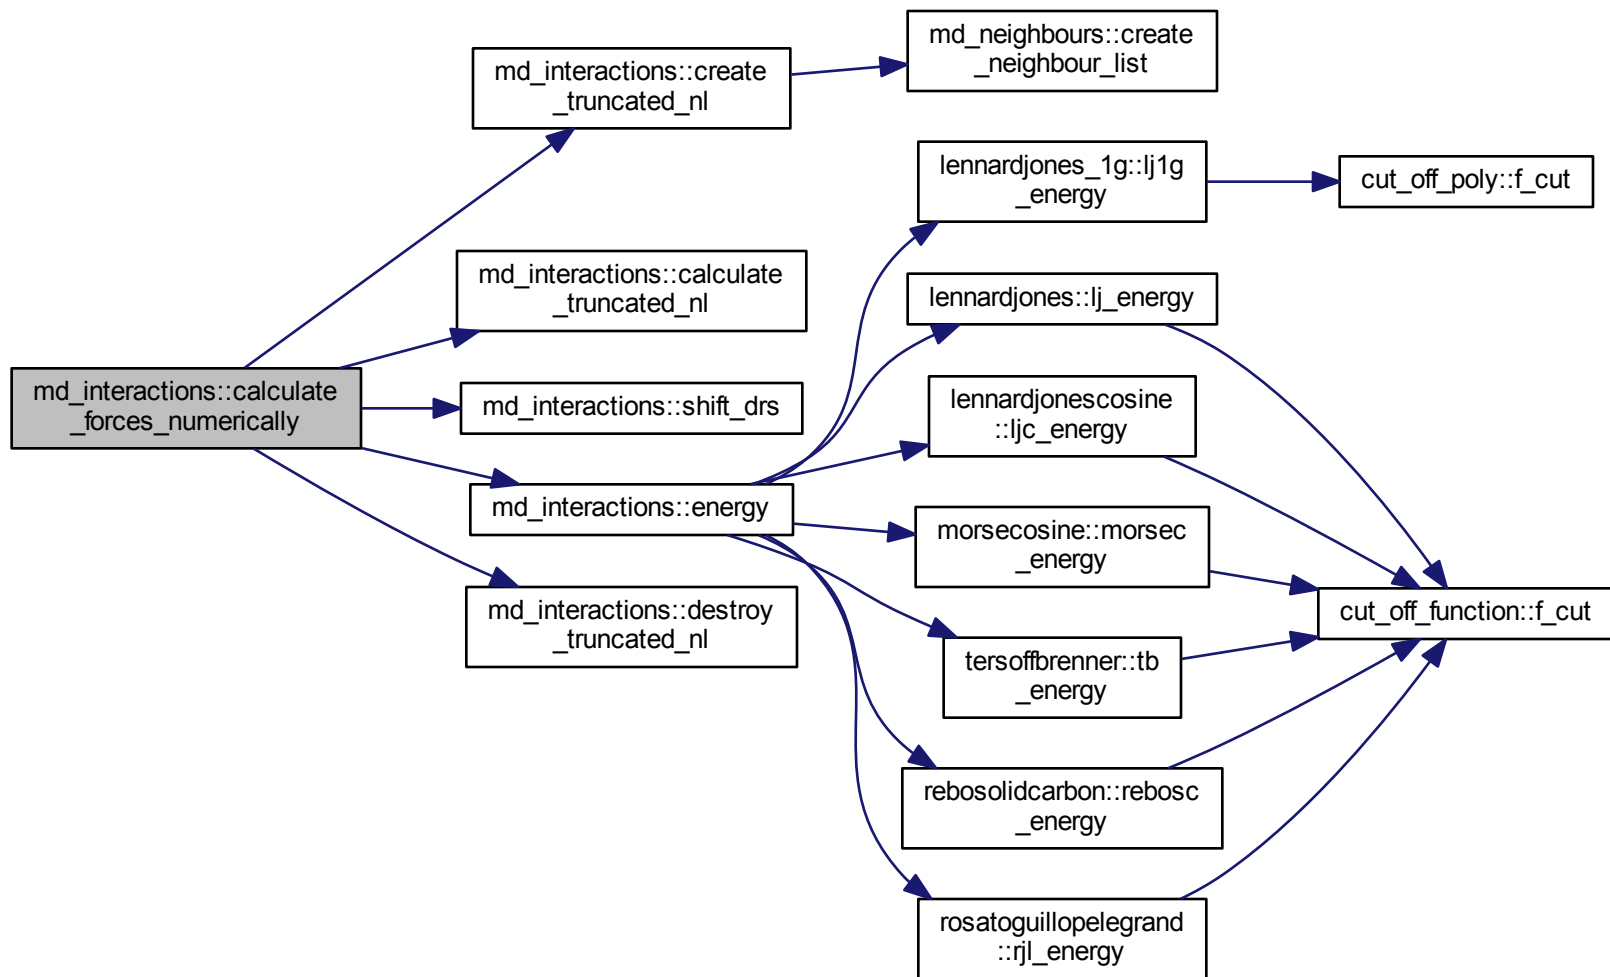 md_interactions::calculate
_forces_numerically
md_interactions::create
_truncated_nl
md_neighbours::create
_neighbour_list
md_interactions::calculate
_truncated_nl
md_interactions::shift_drs
md_interactions::energy
md_interactions::destroy
_truncated_nl
lennardjones_1g::lj1g
_energy
cut_off_poly::f_cut
lennardjones::lj_energy
lennardjonescosine
::ljc_energy
morsecosine::morsec
_energy
tersoffbrenner::tb
_energy
rebosolidcarbon::rebosc
_energy
rosatoguillopelegrand
::rjl_energy
cut_off_function::f_cut